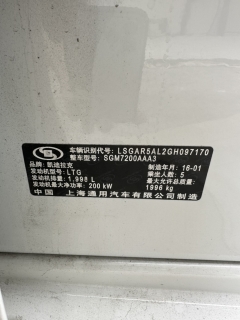 车辆识别代号: LSGAR5AL2GH097170
整车型号: SGM7200AAA3
品牌: 凯迪拉克 制造年月: 16-01
发动机型号: LTG 乘坐人数: 5
发动机排量: 1.998 L 最大允许总质量:
发动机最大净功率: 200 kW 1996 kg
中国 上海通用汽车有限公司制造